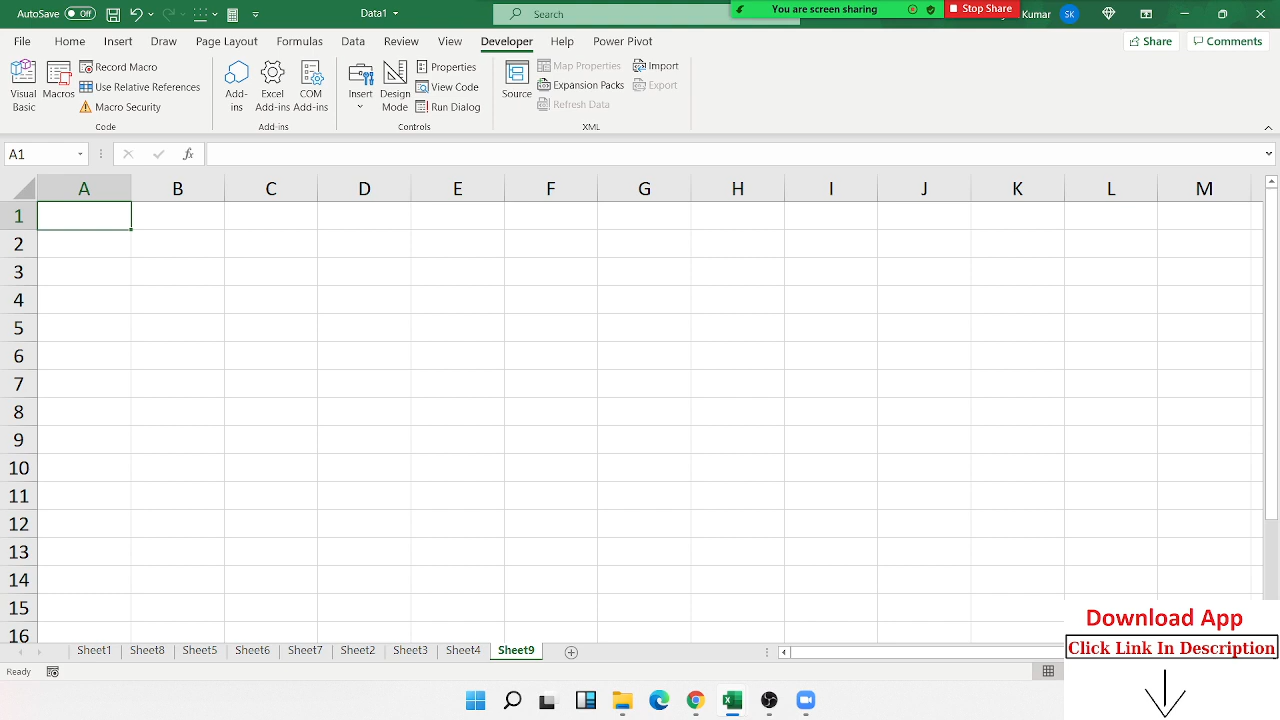 AutoSave Off Data1 Search You are screen sharing Stop Share Kumar SK
File Home Insert Draw Page Layout Formulas Data Review View Developer Help Power Pivot Share Comments
Visual Basic Macros Record Macro
Use Relative References
Macro Security
Code
Add-ins Excel Add-ins COM Add-ins
Add-ins
Insert Design Mode Properties
View Code
Run Dialog
Controls
Source Map Properties Import
Expansion Packs Export
Refresh Data
XML
A1 fx
A B C D E F G H I J K L M
1
2
3
4
5
6
7
8
9
10
11
12
13
14
15
16
Sheet1 Sheet8 Sheet5 Sheet6 Sheet7 Sheet2 Sheet3 Sheet4 Sheet9
Ready
Download App
Click Link In Description